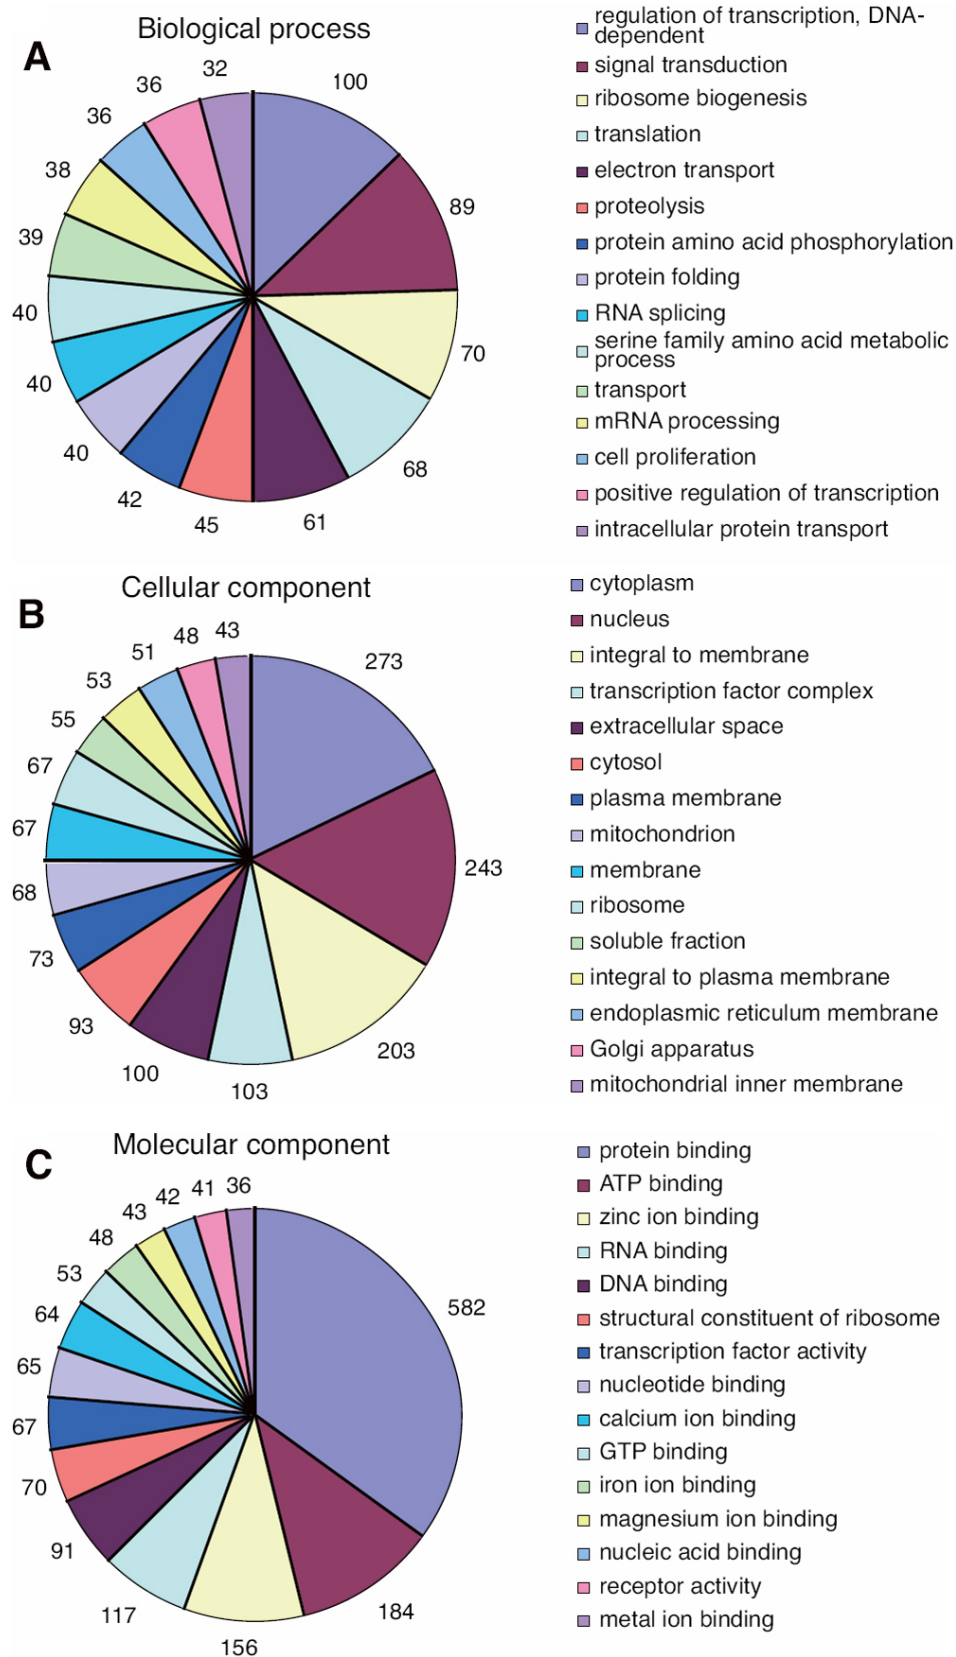 A
Biological process
100
89
70
68
61
45
42
40
40
40
39
38
36
36
32
regulation of transcription, DNA-
dependent
signal transduction
ribosome biogenesis
translation
electron transport
proteolysis
protein amino acid phosphorylation
protein folding
RNA splicing
serine family amino acid metabolic
process
transport
mRNA processing
cell proliferation
positive regulation of transcription
intracellular protein transport
B
Cellular component
273
243
203
103
100
93
73
68
67
67
55
53
51
48
43
cytoplasm
nucleus
integral to membrane
transcription factor complex
extracellular space
cytosol
plasma membrane
mitochondrion
membrane
ribosome
soluble fraction
integral to plasma membrane
endoplasmic reticulum membrane
Golgi apparatus
mitochondrial inner membrane
C
Molecular component
582
184
156
117
91
70
67
65
64
53
48
43
42
41
36
protein binding
ATP binding
zinc ion binding
RNA binding
DNA binding
structural constituent of ribosome
transcription factor activity
nucleotide binding
calcium ion binding
GTP binding
iron ion binding
magnesium ion binding
nucleic acid binding
receptor activity
metal ion binding